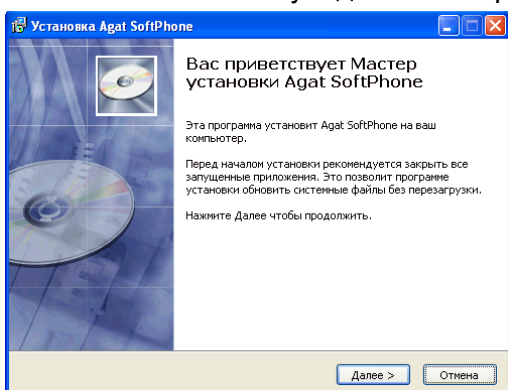 Установка Agat SoftPhone
Вас приветствует Мастер
установки Agat SoftPhone
Эта программа установит Agat SoftPhone на ваш
компьютер.
Перед началом установки рекомендуется закрыть все
запущенные приложения. Это позволит программе
установки обновить системные файлы без перезагрузки.
Нажмите Далее чтобы продолжить.
Далее >
Отмена